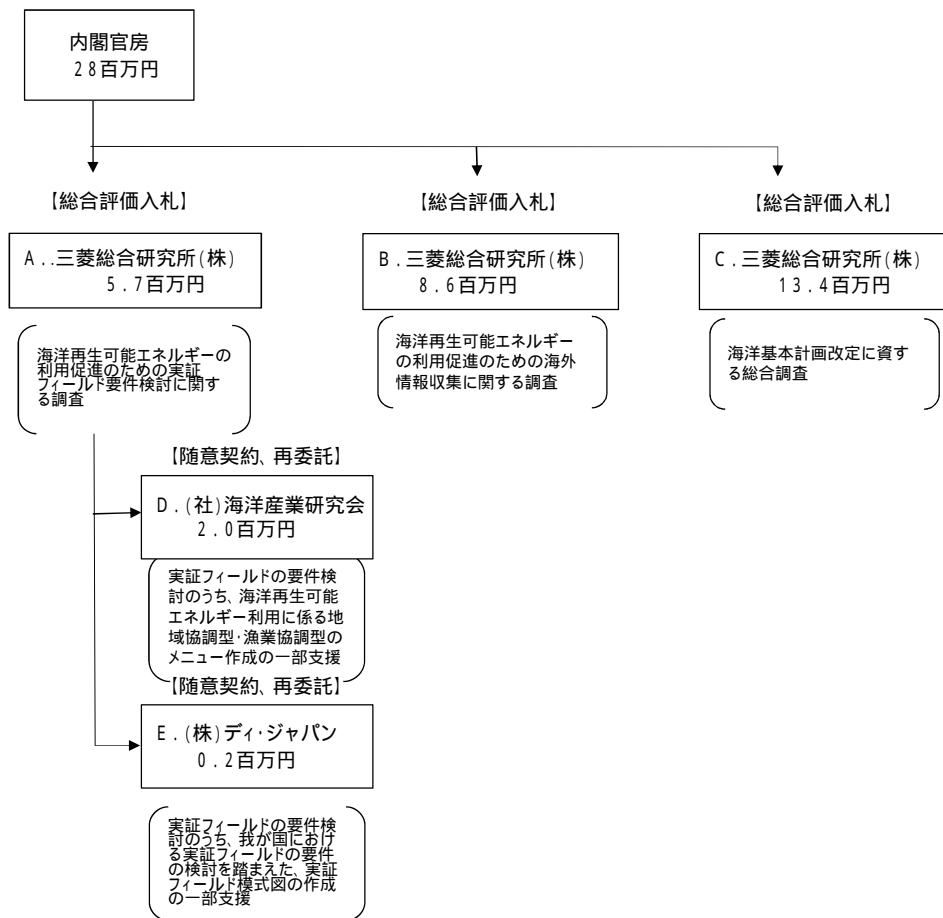 内閣官房
28百万円
【総合評価入札】
【総合評価入札】
【総合評価入札】
A..三菱総合研究所(株)
5.7百万円
B.三菱総合研究所(株)
8.6百万円
C.三菱総合研究所(株)
13.4百万円
海洋再生可能エネルギーの
利用促進のための実証
フィールド要件検討に関す
る調査
海洋再生可能エネルギー
の利用促進のための海外
情報収集に関する調査
海洋基本計画改定に資す
る総合調査
【随意契約、再委託】
D.(社)海洋産業研究会
2.0百万円
実証フィールドの要件検
討のうち、海洋再生可能
エネルギー利用に係る地
域協調型・漁業協調型の
メニュー作成の一部支援
【随意契約、再委託】
E.(株)ディ・ジャパン
0.2百万円
実証フィールドの要件検
討のうち、我が国におけ
る実証フィールドの要件
の検討を踏まえた、実証
フィールド模式図の作成
の一部支援